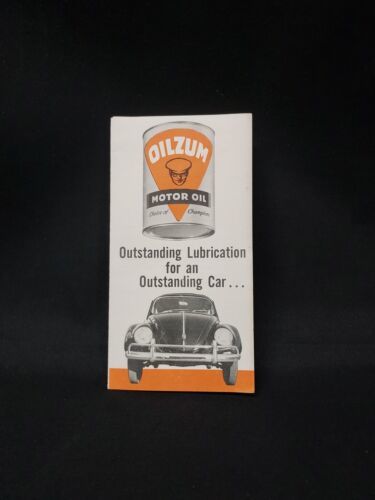 OILZUM
MOTOR OIL
Choice of Champions
Outstanding Lubrication
for an
Outstanding Car...